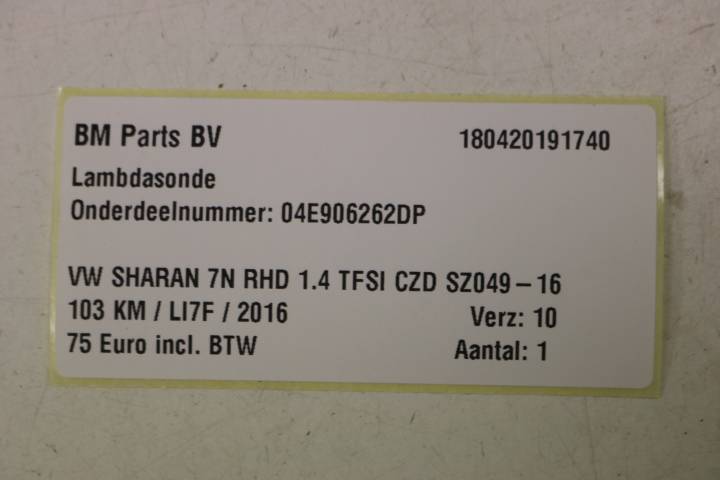 BM Parts BV 180420191740
Lambdasonde
Onderdeelnummer: 04E906262DP
VW SHARAN 7N RHD 1.4 TFSI CZD SZ049-16
103 KM / LI7F / 2016 Verz: 10
75 Euro incl. BTW Aantal: 1